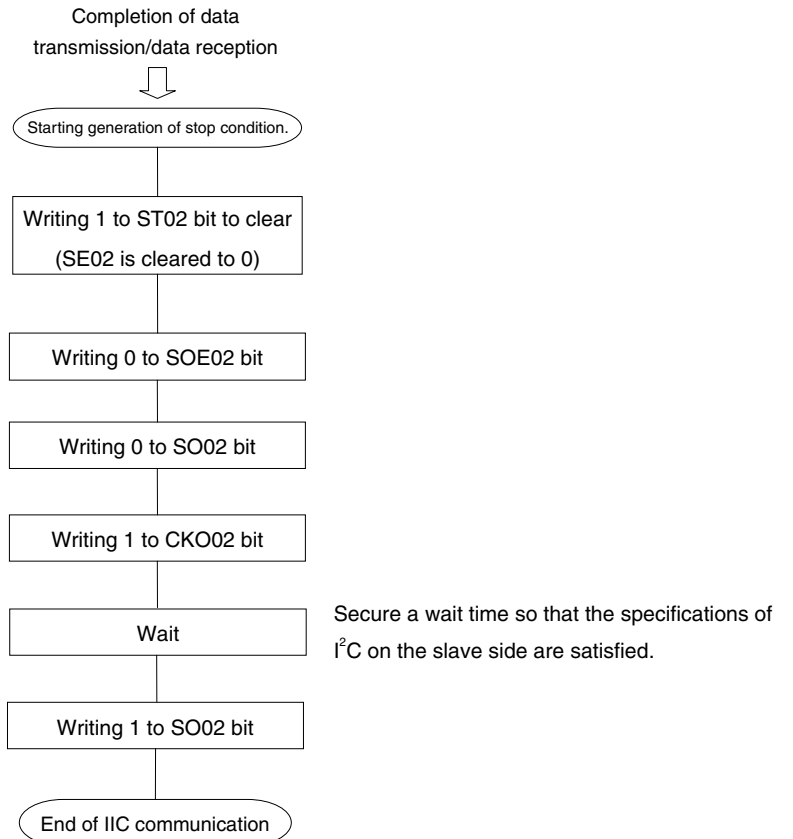 Completion of data
transmission/data reception
Starting generation of stop condition.
Writing 1 to ST02 bit to clear
(SE02 is cleared to 0)
Writing 0 to SOE02 bit
Writing 0 to SO02 bit
Writing 1 to CKO02 bit
Wait
Secure a wait time so that the specifications of
I²C on the slave side are satisfied.
Writing 1 to SO02 bit
End of IIC communication